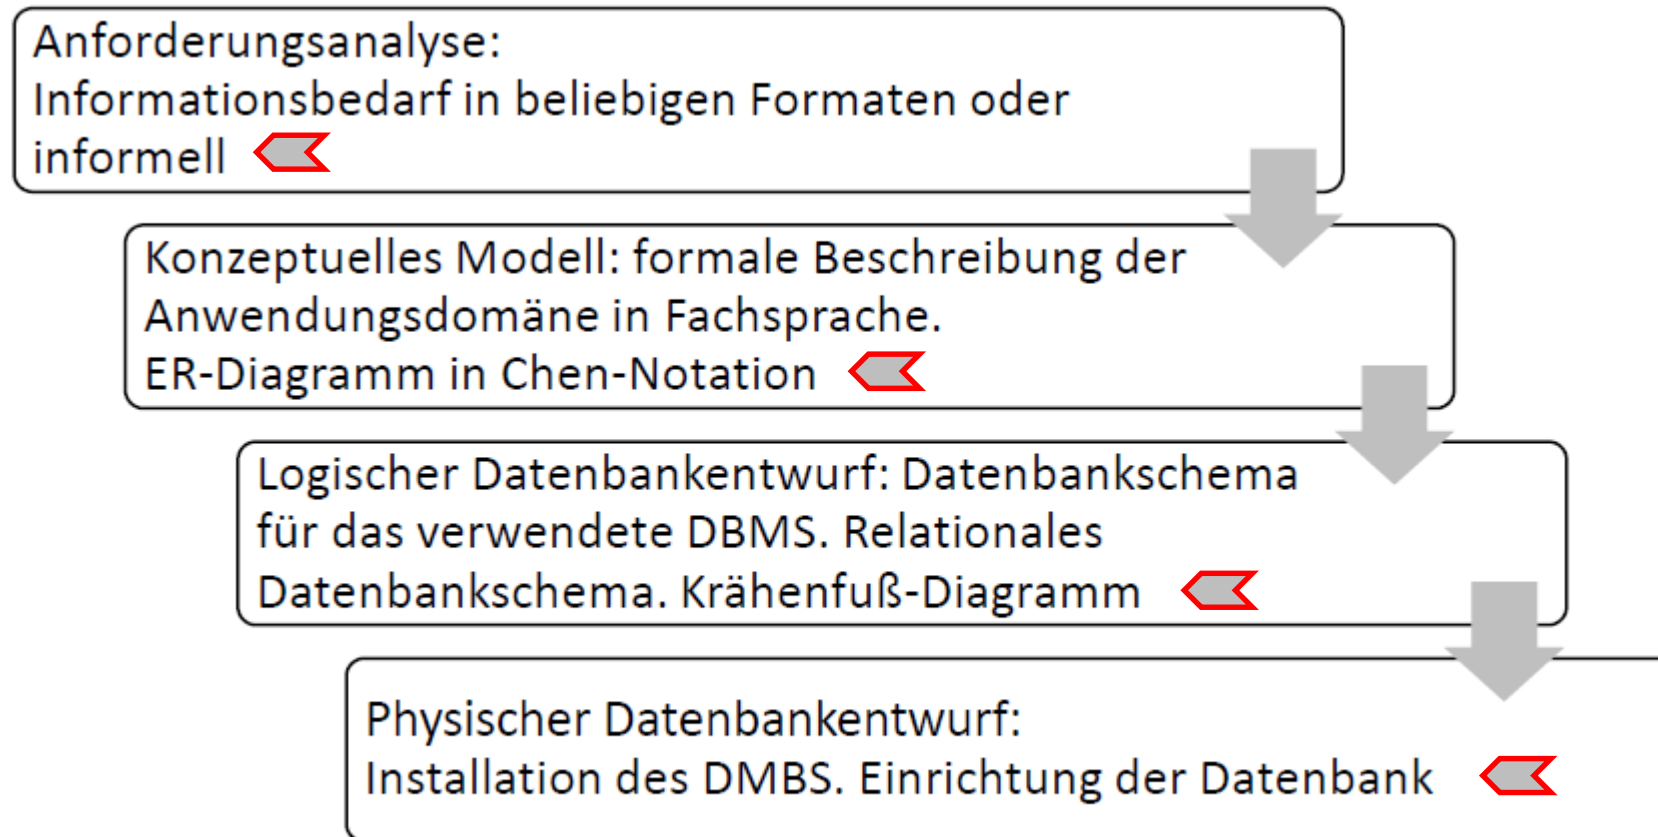 Anforderungsanalyse:
Informationsbedarf in beliebigen Formaten oder
informell
Konzeptuelles Modell: formale Beschreibung der
Anwendungsdomäne in Fachsprache.
ER-Diagramm in Chen-Notation
Logischer Datenbankentwurf: Datenbankschema
für das verwendete DBMS. Relationales
Datenbankschema. Krähenfuß-Diagramm
Physischer Datenbankentwurf:
Installation des DMBS. Einrichtung der Datenbank